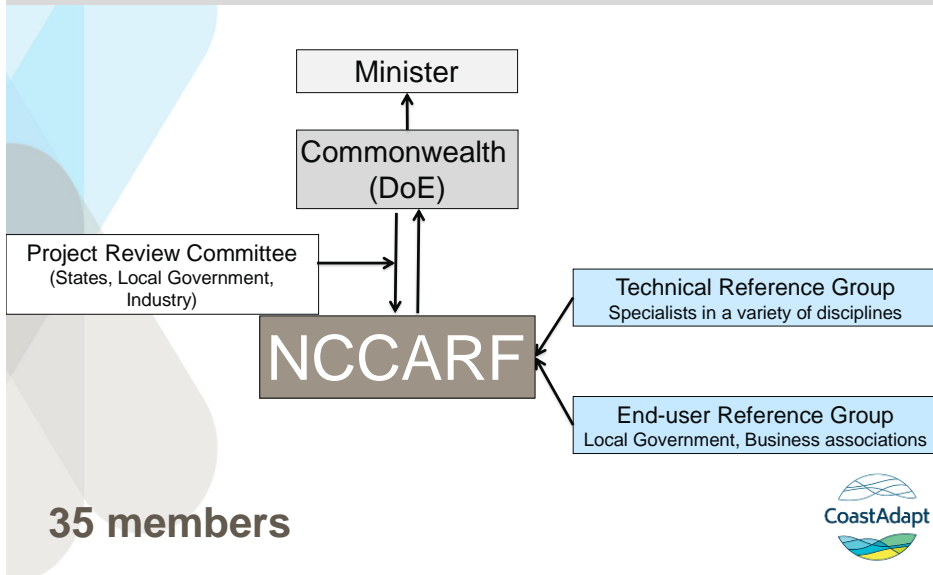 Minister
Commonwealth
(DoE)
Project Review Committee
(States, Local Government,
Industry)
NCCARF
Technical Reference Group
Specialists in a variety of disciplines
End-user Reference Group
Local Government, Business associations
35 members
CoastAdapt